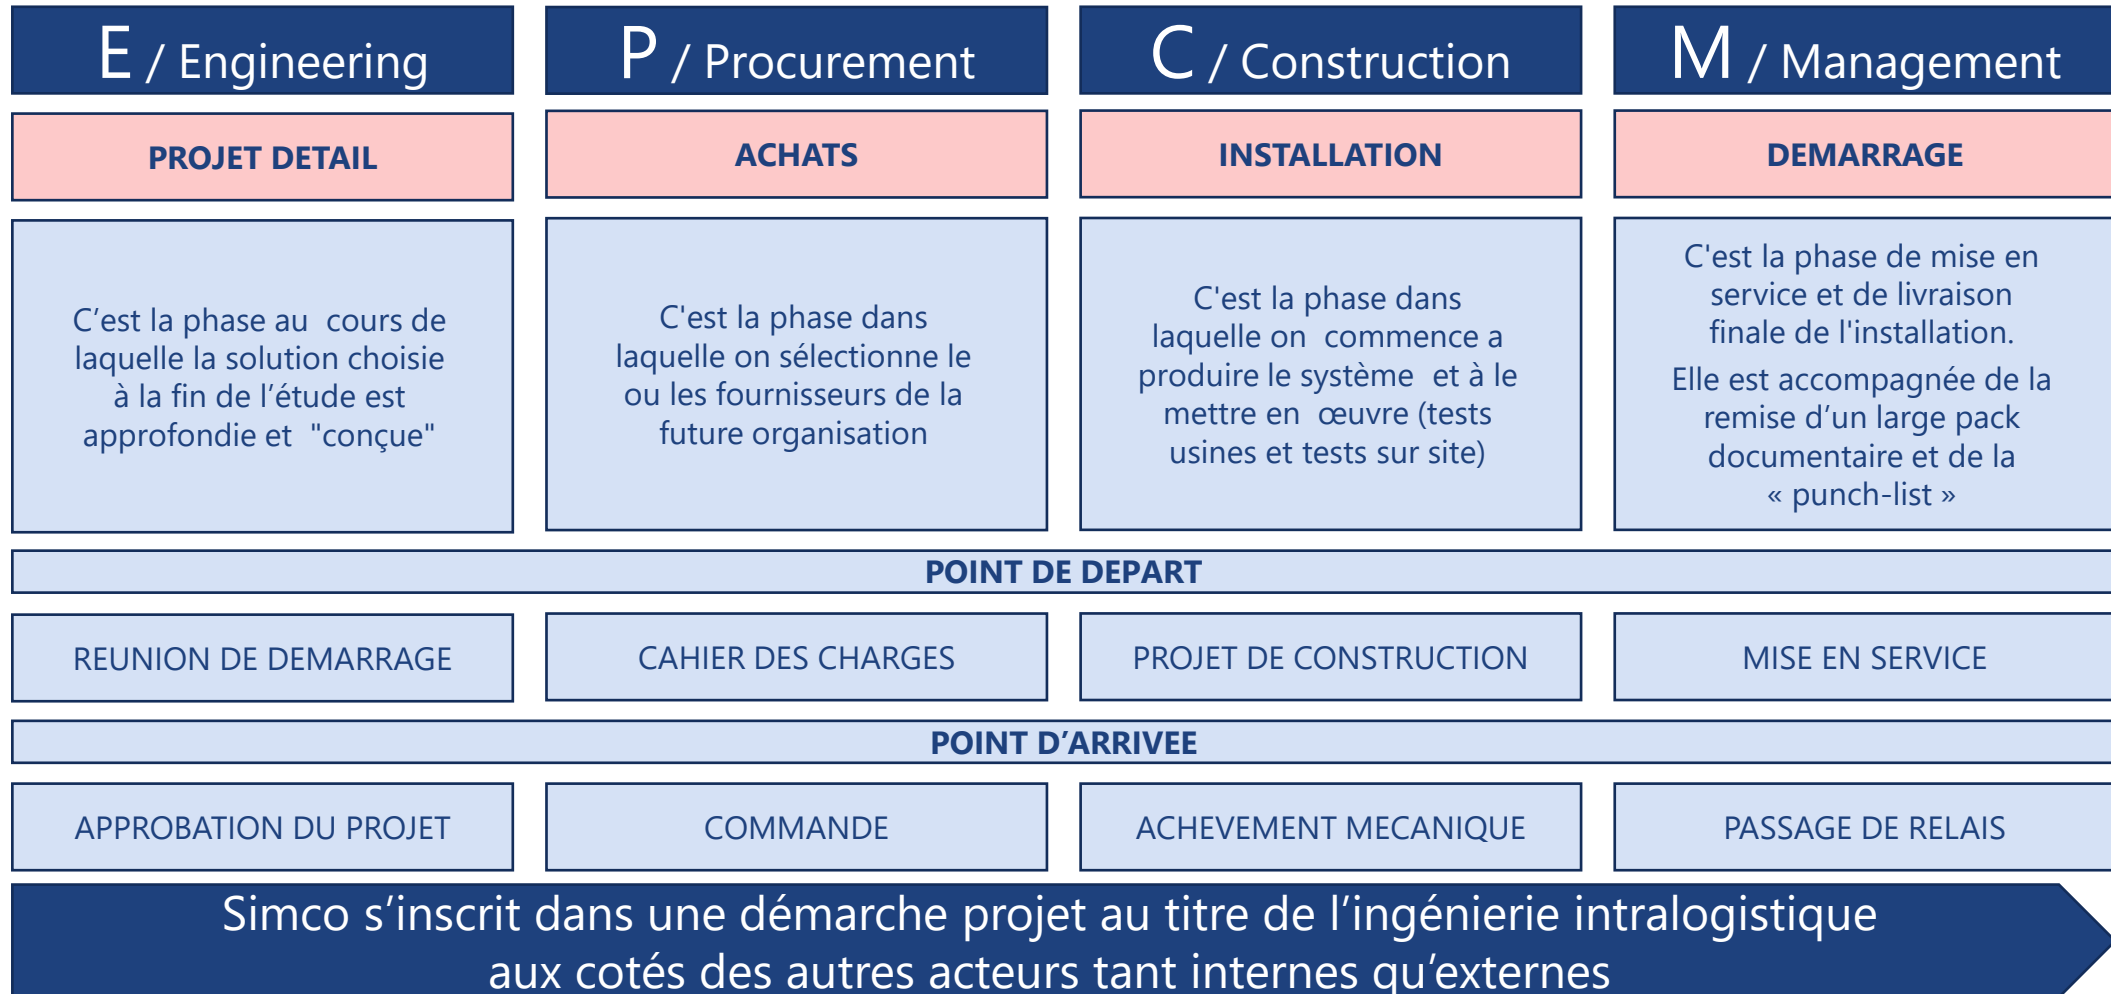 E / Engineering
P / Procurement
C / Construction
M / Management
PROJET DETAIL
ACHATS
INSTALLATION
DEMARRAGE
C’est la phase au cours de
laquelle la solution choisie
à la fin de l’étude est
approfondie et "conçue"
C'est la phase dans
laquelle on sélectionne le
ou les fournisseurs de la
future organisation
C'est la phase dans
laquelle on commence a
produire le système et à le
mettre en œuvre (tests
usines et tests sur site)
C'est la phase de mise en
service et de livraison
finale de l'installation.
Elle est accompagnée de la
remise d’un large pack
documentaire et de la
« punch-list »
POINT DE DEPART
REUNION DE DEMARRAGE
CAHIER DES CHARGES
PROJET DE CONSTRUCTION
MISE EN SERVICE
POINT D’ARRIVEE
APPROBATION DU PROJET
COMMANDE
ACHEVEMENT MECANIQUE
PASSAGE DE RELAIS
Simco s’inscrit dans une démarche projet au titre de l’ingénierie intralogistique
aux cotés des autres acteurs tant internes qu’externes